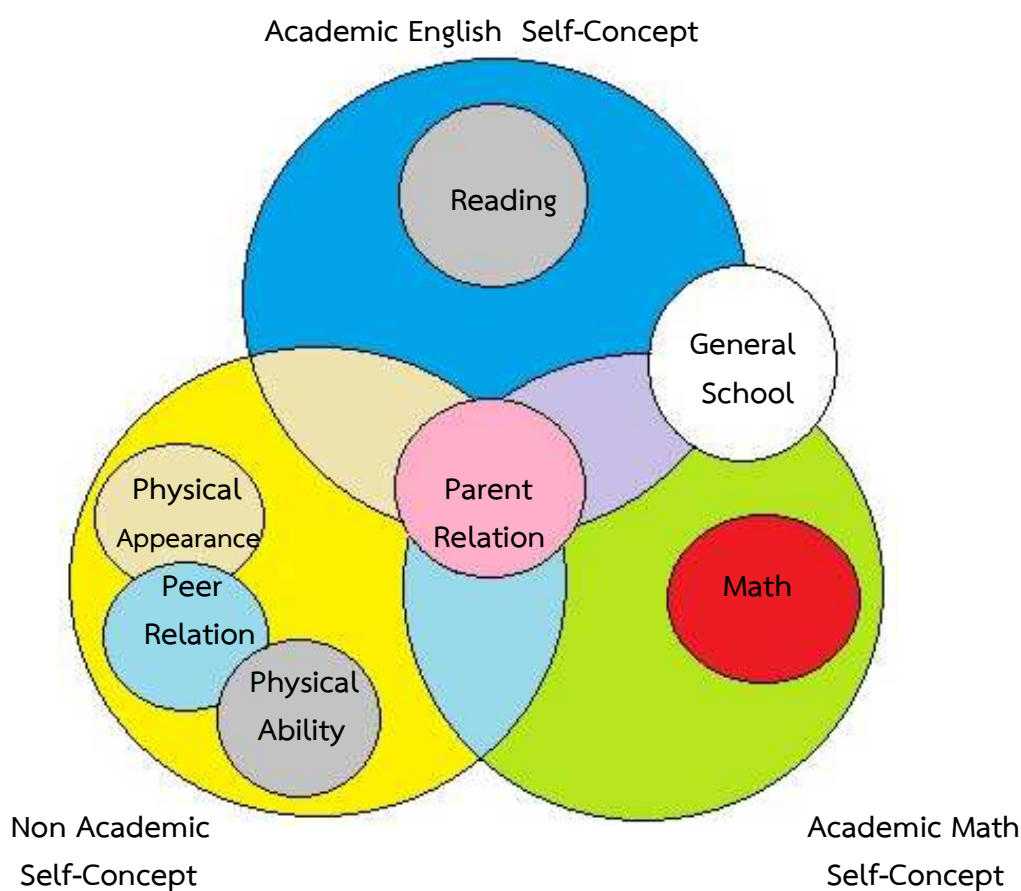 Academic English Self-Concept
Reading
General
School
Parent
Relation
Physical
Appearance
Peer
Relation
Physical
Ability
Math
Non Academic
Self-Concept
Academic Math
Self-Concept